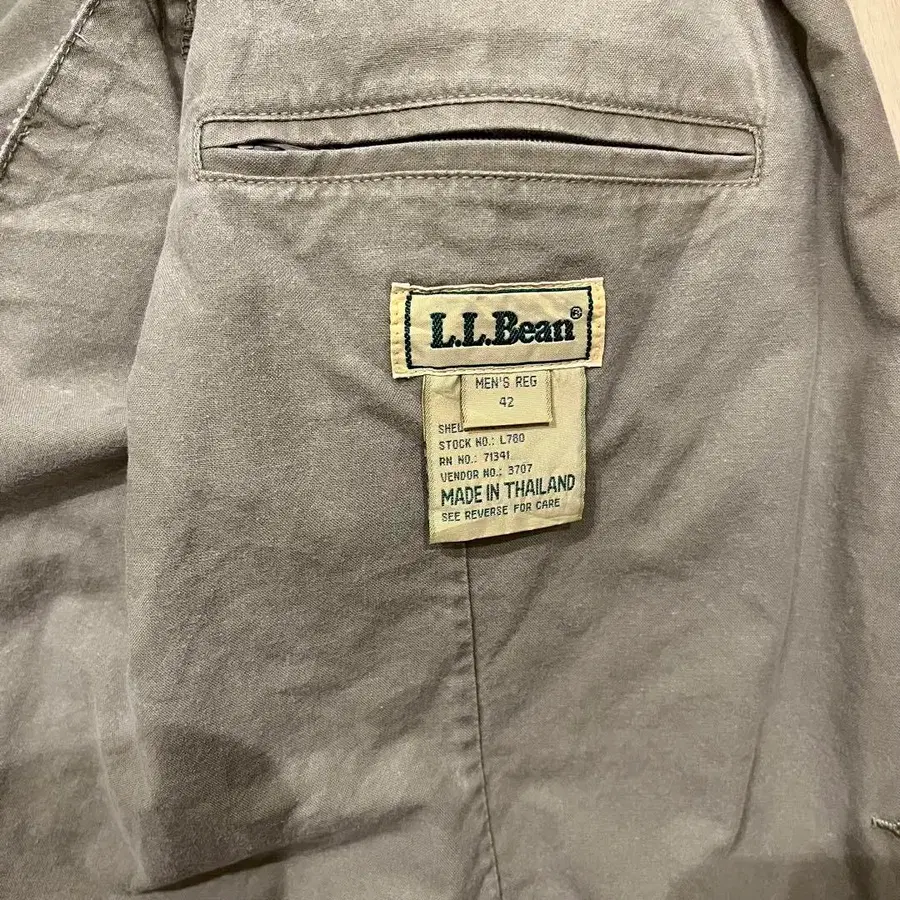 L.L.Bean®
MEN'S REG
42
STOCK NO.: L780
RN NO.: 71341
VENDOR NO.: 3707
MADE IN THAILAND
SEE REVERSE FOR CARE